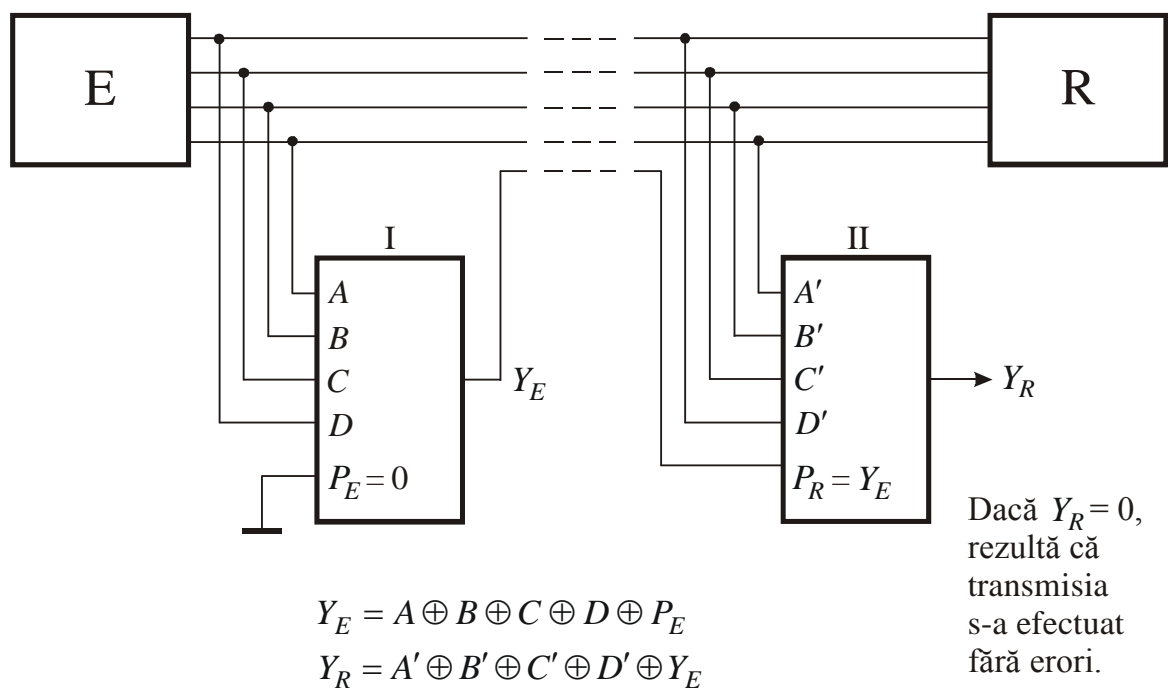 E
R
I
II
A
B
C
D
P_E = 0
Y_E
A′
B′
C′
D′
P_R = Y_E
Y_R
Dacă Y_R = 0,
rezultă că
transmisia
s-a efectuat
fără erori.
Y_E = A ⊕ B ⊕ C ⊕ D ⊕ P_E
Y_R = A′ ⊕ B′ ⊕ C′ ⊕ D′ ⊕ Y_E